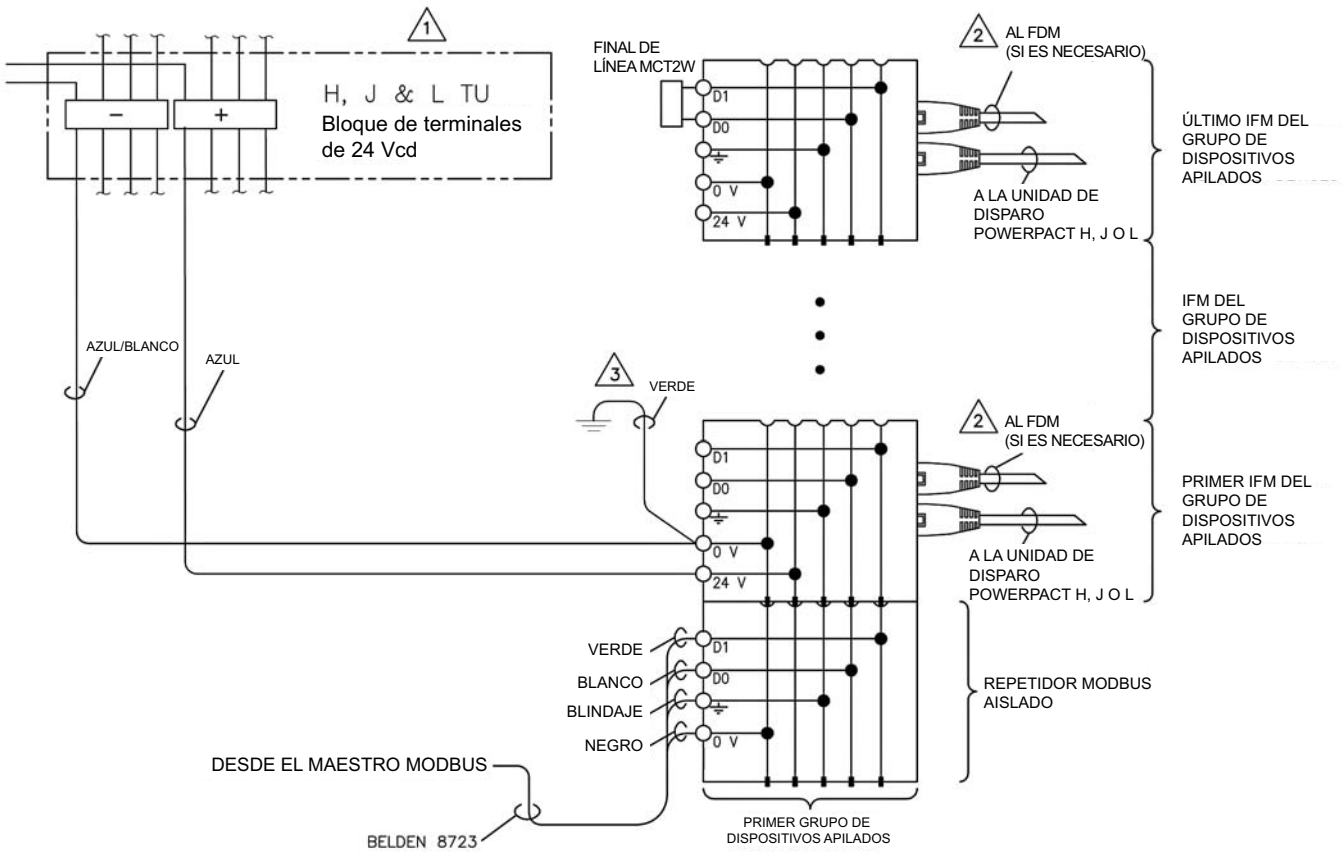 1
H, J & L TU
Bloque de terminales
de 24 Vcd
-
+
AZUL/BLANCO
AZUL
FINAL DE
LÍNEA MCT2W
D1
D0
0 V
24 V
2
AL FDM
(SI ES NECESARIO)
A LA UNIDAD DE
DISPARO
POWERPACT H, J O L
ÚLTIMO IFM DEL
GRUPO DE
DISPOSITIVOS
APILADOS
IFM DEL
GRUPO DE
DISPOSITIVOS
APILADOS
3
VERDE
D1
D0
0 V
24 V
2
AL FDM
(SI ES NECESARIO)
A LA UNIDAD DE
DISPARO
POWERPACT H, J O L
PRIMER IFM DEL
GRUPO DE
DISPOSITIVOS
APILADOS
VERDE
BLANCO
BLINDAJE
NEGRO
D1
D0
0 V
REPETIDOR MODBUS
AISLADO
DESDE EL MAESTRO MODBUS
BELDEN 8723
PRIMER GRUPO DE
DISPOSITIVOS APILADOS